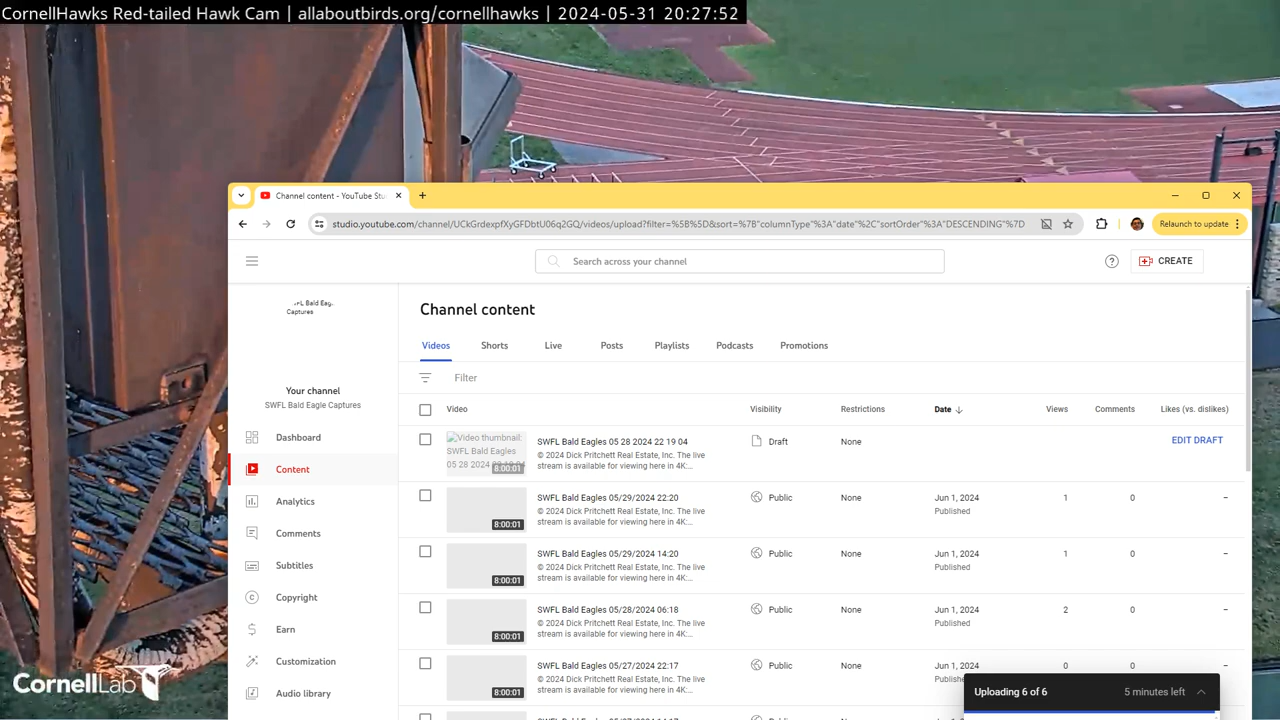 CornellHawks Red-tailed Hawk Cam | allaboutbirds.org/cornellhawks | 2024-05-31 20:27:52
Channel content - YouTube Stu
studio.youtube.com/channel/UCkGrdexpfXyGFDbtU06q2GQ/videos/upload?filter=%5B%5D&sort=%7B"columnType"%3A"date"%2C"sortOrder"%3A"DESCENDING"%7D
Relaunch to update
Search across your channel
CREATE
Bald Eag
Captures
Channel content
Videos Shorts Live Posts Playlists Podcasts Promotions
Your channel
SWFL Bald Eagle Captures
Filter
Video Visibility Restrictions Date Views Comments Likes (vs. dislikes)
Dashboard
Content
Analytics
Comments
Subtitles
Copyright
Earn
Customization
Audio library
Video thumbnail:
SWFL Bald Eagles
05 28 2024
8:00:01
SWFL Bald Eagles 05 28 2024 22 19 04 Draft None EDIT DRAFT
© 2024 Dick Pritchett Real Estate, Inc. The live
stream is available for viewing here in 4K:...
SWFL Bald Eagles 05/29/2024 22:20 Public None Jun 1, 2024 1 0 –
© 2024 Dick Pritchett Real Estate, Inc. The live Published
stream is available for viewing here in 4K:...
8:00:01
SWFL Bald Eagles 05/29/2024 14:20 Public None Jun 1, 2024 1 0 –
© 2024 Dick Pritchett Real Estate, Inc. The live Published
stream is available for viewing here in 4K:...
8:00:01
SWFL Bald Eagles 05/28/2024 06:18 Public None Jun 1, 2024 2 0 –
© 2024 Dick Pritchett Real Estate, Inc. The live Published
stream is available for viewing here in 4K:...
8:00:01
SWFL Bald Eagles 05/27/2024 22:17 Public None Jun 1, 2024 0 0 –
© 2024 Dick Pritchett Real Estate, Inc. The live
stream is available for viewing here in 4K:...
8:00:01
Uploading 6 of 6 5 minutes left
CornellLab